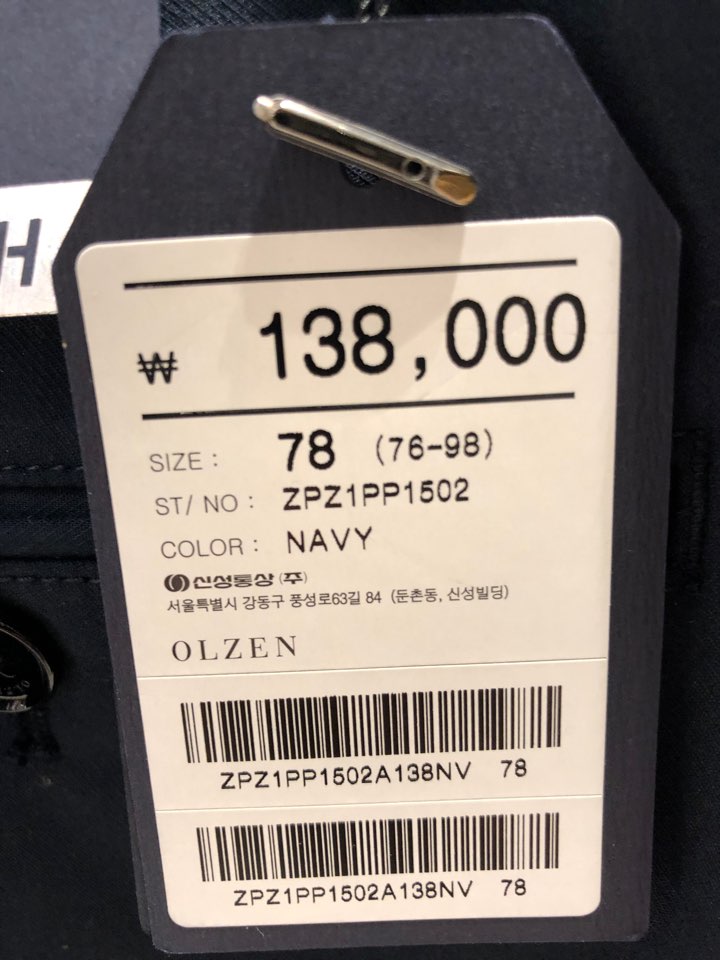 H
₩ 138,000
SIZE : 78 (76-98)
ST/ NO : ZPZ1PP1502
COLOR : NAVY
신성통상 (주)
서울특별시 강동구 풍성로63길 84 (둔촌동, 신성빌딩)
OLZEN
ZPZ1PP1502A138NV 78
ZPZ1PP1502A138NV 78